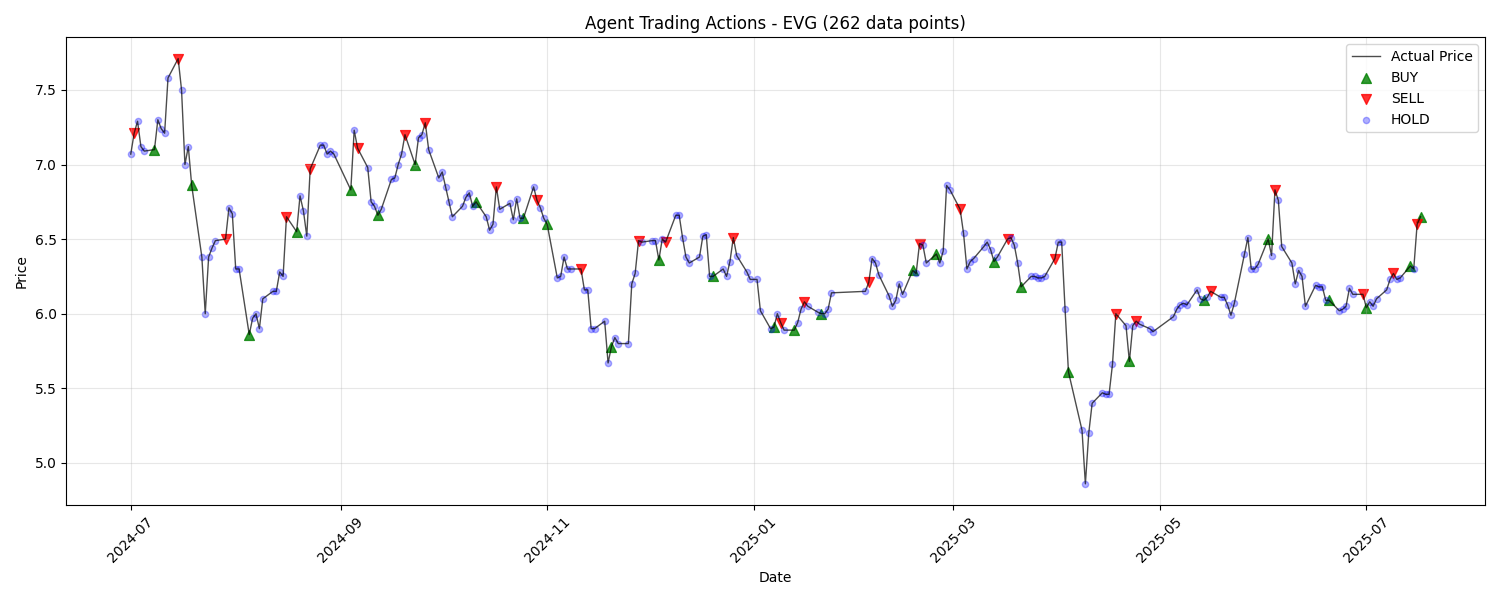 Agent Trading Actions - EVG (262 data points)
Actual Price
BUY
SELL
HOLD
Price
7.5
7.0
6.5
6.0
5.5
5.0
2024-07
2024-09
2024-11
2025-01
2025-03
2025-05
2025-07
Date